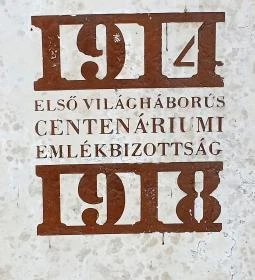 1914
ELSŐ VILÁGHÁBORÚS
CENTENÁRIUMI
EMLÉKBIZOTTSÁG
1918